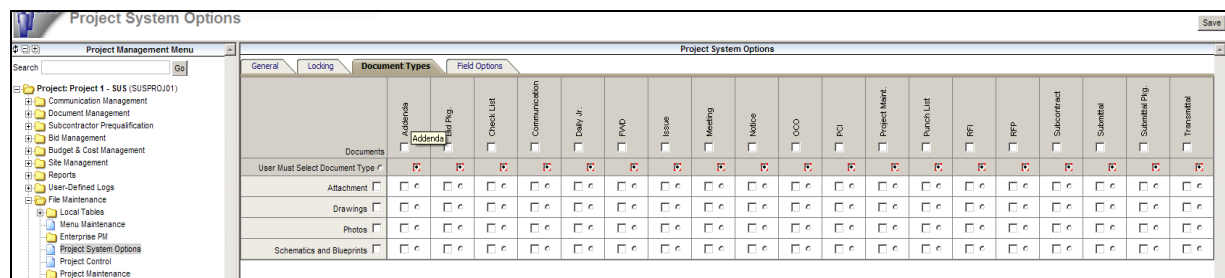 Project System Options
Save
Project Management Menu
Project System Options
Search
Go
General
Locking
Document Types
Field Options
Project: Project 1 - SUS (SUSPROJ01)
Communication Management
Document Management
Subcontractor Prequalification
Bid Management
Budget & Cost Management
Site Management
Reports
User-Defined Logs
File Maintenance
Local Tables
Menu Maintenance
Enterprise PM
Project System Options
Project Control
Project Maintenance
Addenda
Bid Pkg.
Check List
Communication
Daily Jr.
PWD
Issue
Meeting
Notice
OCO
PCI
Project Maint.
Punch List
RFI
RFP
Subcontract
Submittal
Submittal Pkg.
Transmittal
Addenda
Documents
User Must Select Document Type
Attachment
Drawings
Photos
Schematics and Blueprints